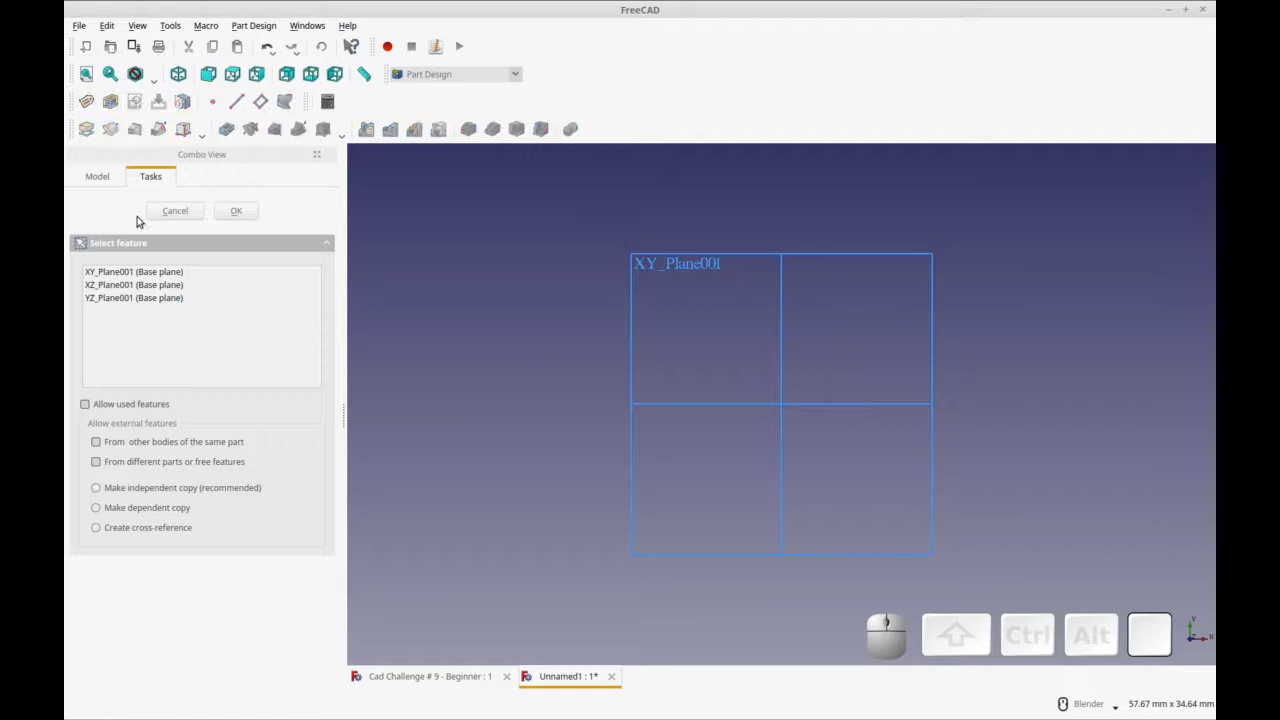 FreeCAD
File Edit View Tools Macro Part Design Windows Help
Part Design
Combo View
Model Tasks
Cancel OK
Select feature
XY_Plane001 (Base plane)
XZ_Plane001 (Base plane)
YZ_Plane001 (Base plane)
Allow used features
Allow external features
From other bodies of the same part
From different parts or free features
Make independent copy (recommended)
Make dependent copy
Create cross-reference
XY_Plane001
Ctrl Alt
Y
Z X
Cad Challenge # 9 - Beginner : 1 Unnamed1 : 1*
Blender 57.67 mm x 34.64 mm